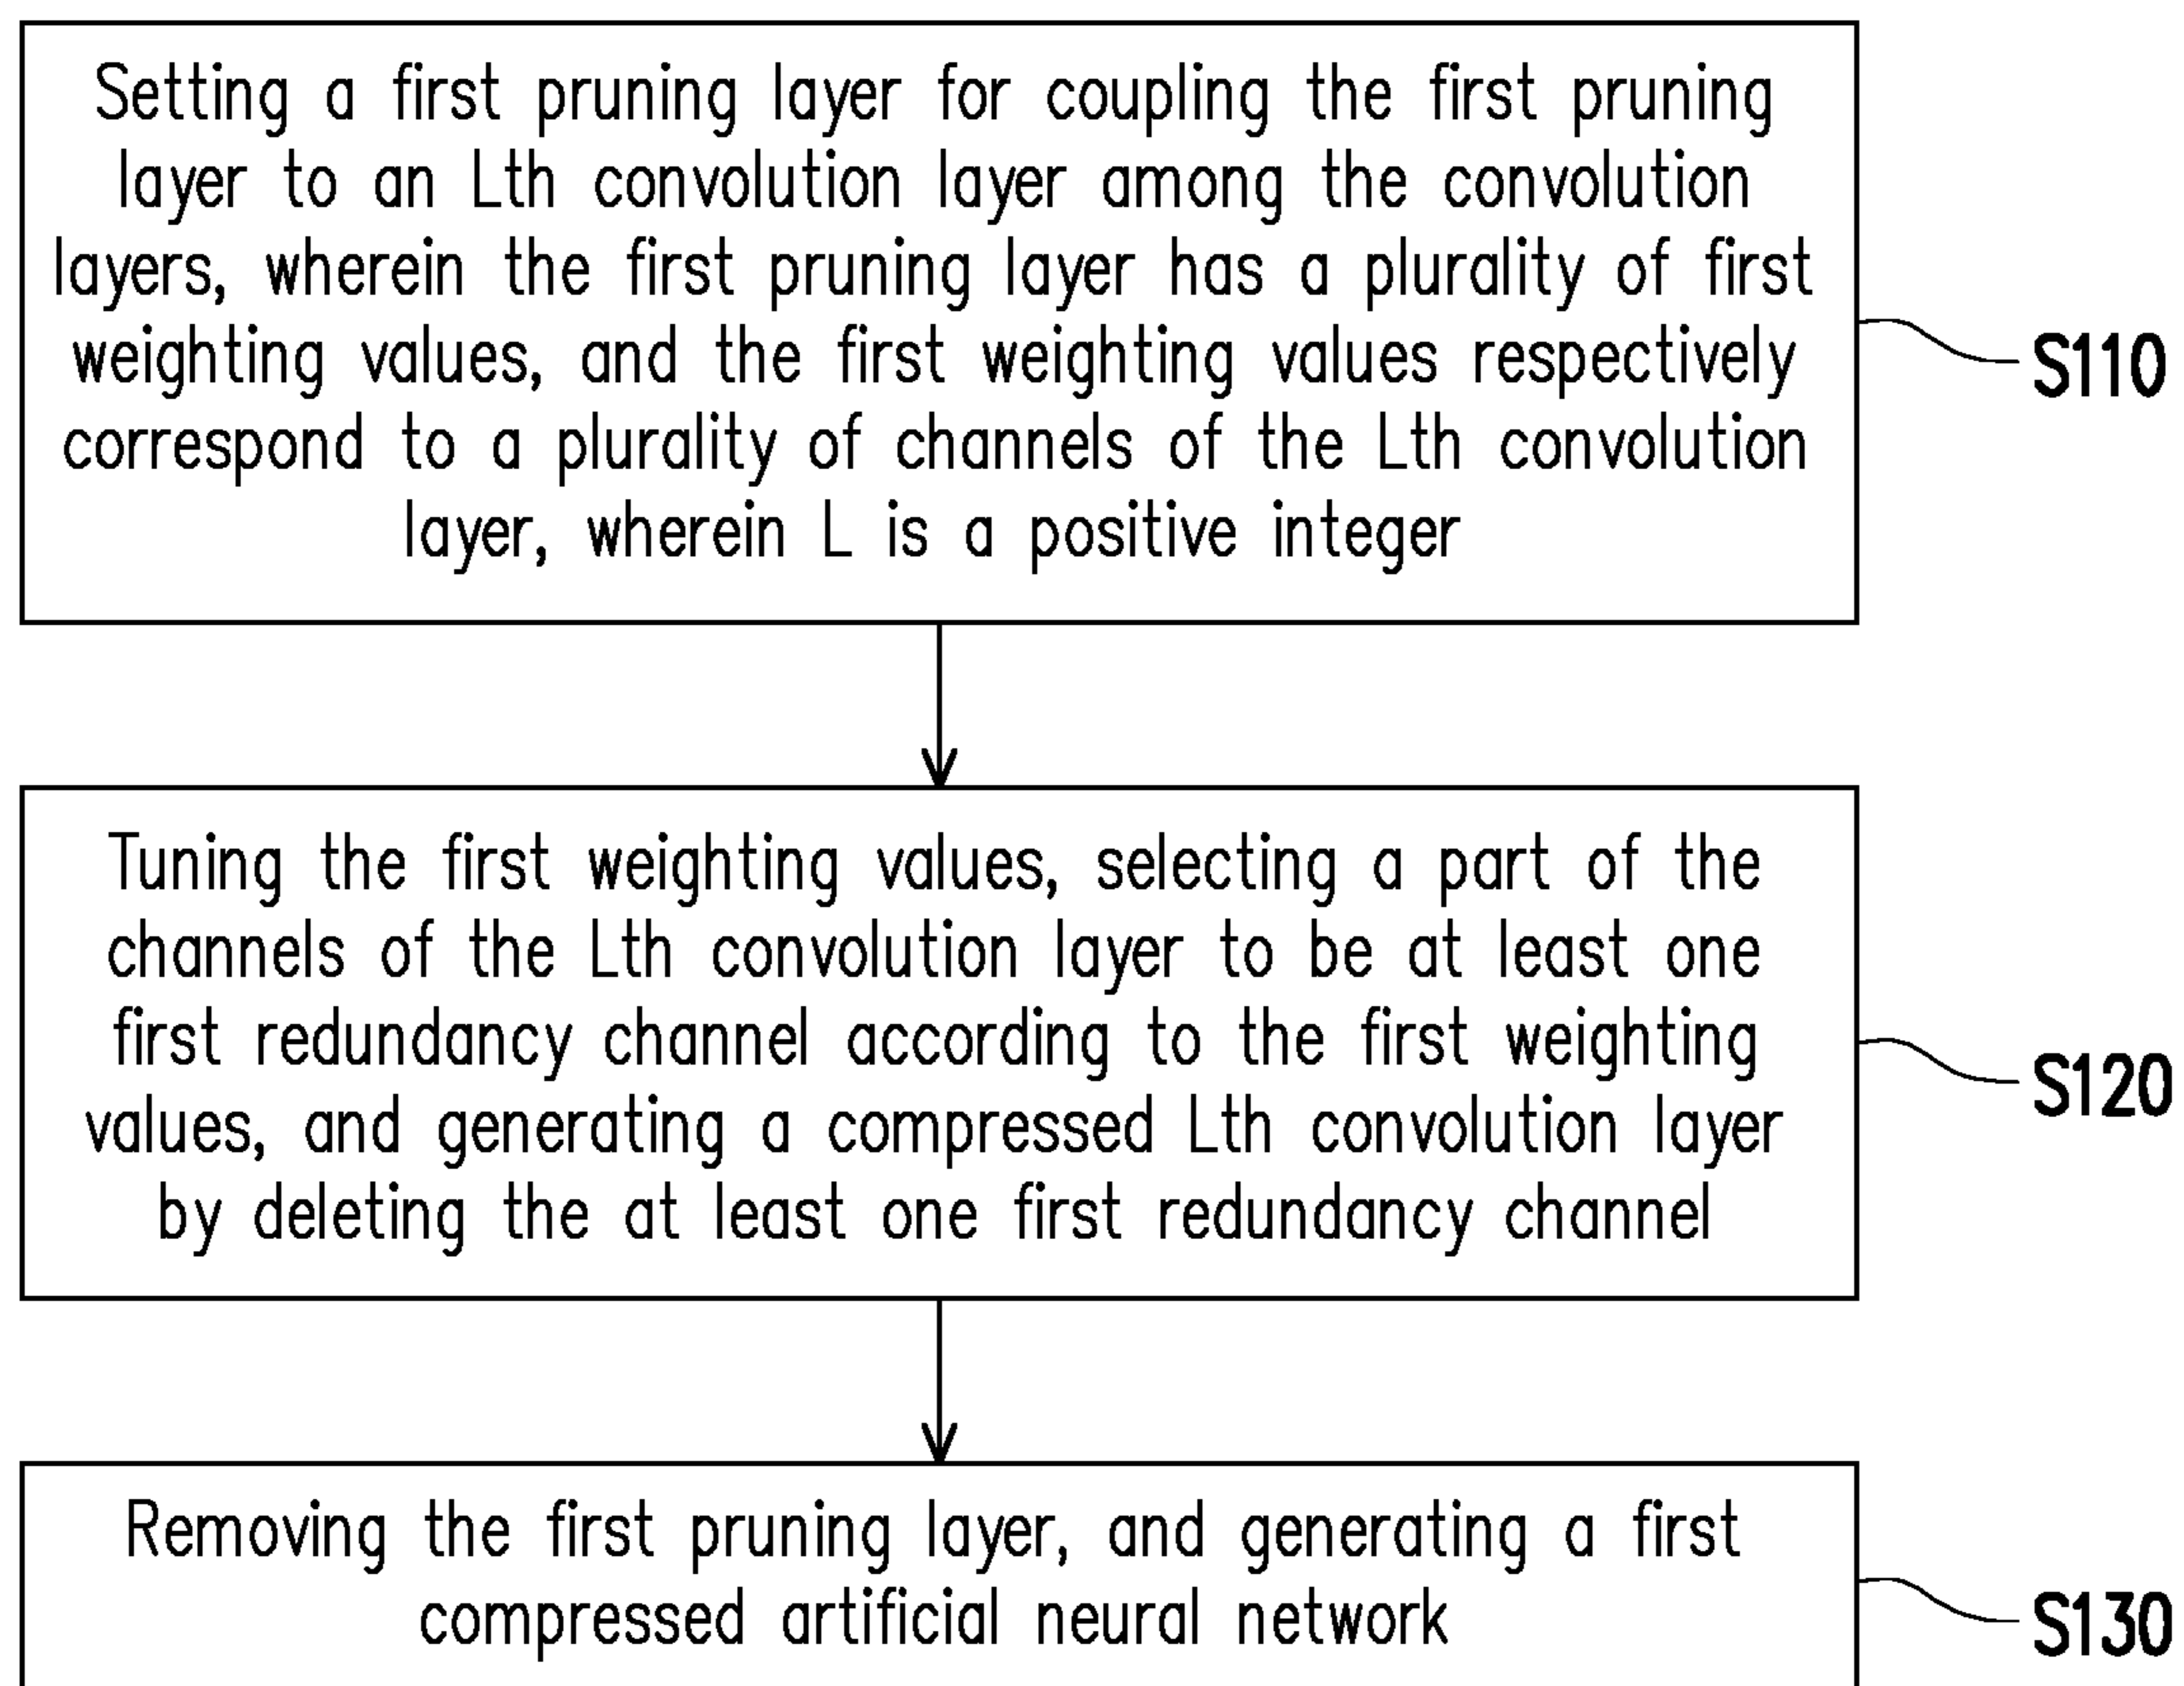 Setting a first pruning layer for coupling the first pruning
layer to an Lth convolution layer among the convolution
layers, wherein the first pruning layer has a plurality of first
weighting values, and the first weighting values respectively
correspond to a plurality of channels of the Lth convolution
layer, wherein L is a positive integer
S110
Tuning the first weighting values, selecting a part of the
channels of the Lth convolution layer to be at least one
first redundancy channel according to the first weighting
values, and generating a compressed Lth convolution layer
by deleting the at least one first redundancy channel
S120
Removing the first pruning layer, and generating a first
compressed artificial neural network
S130